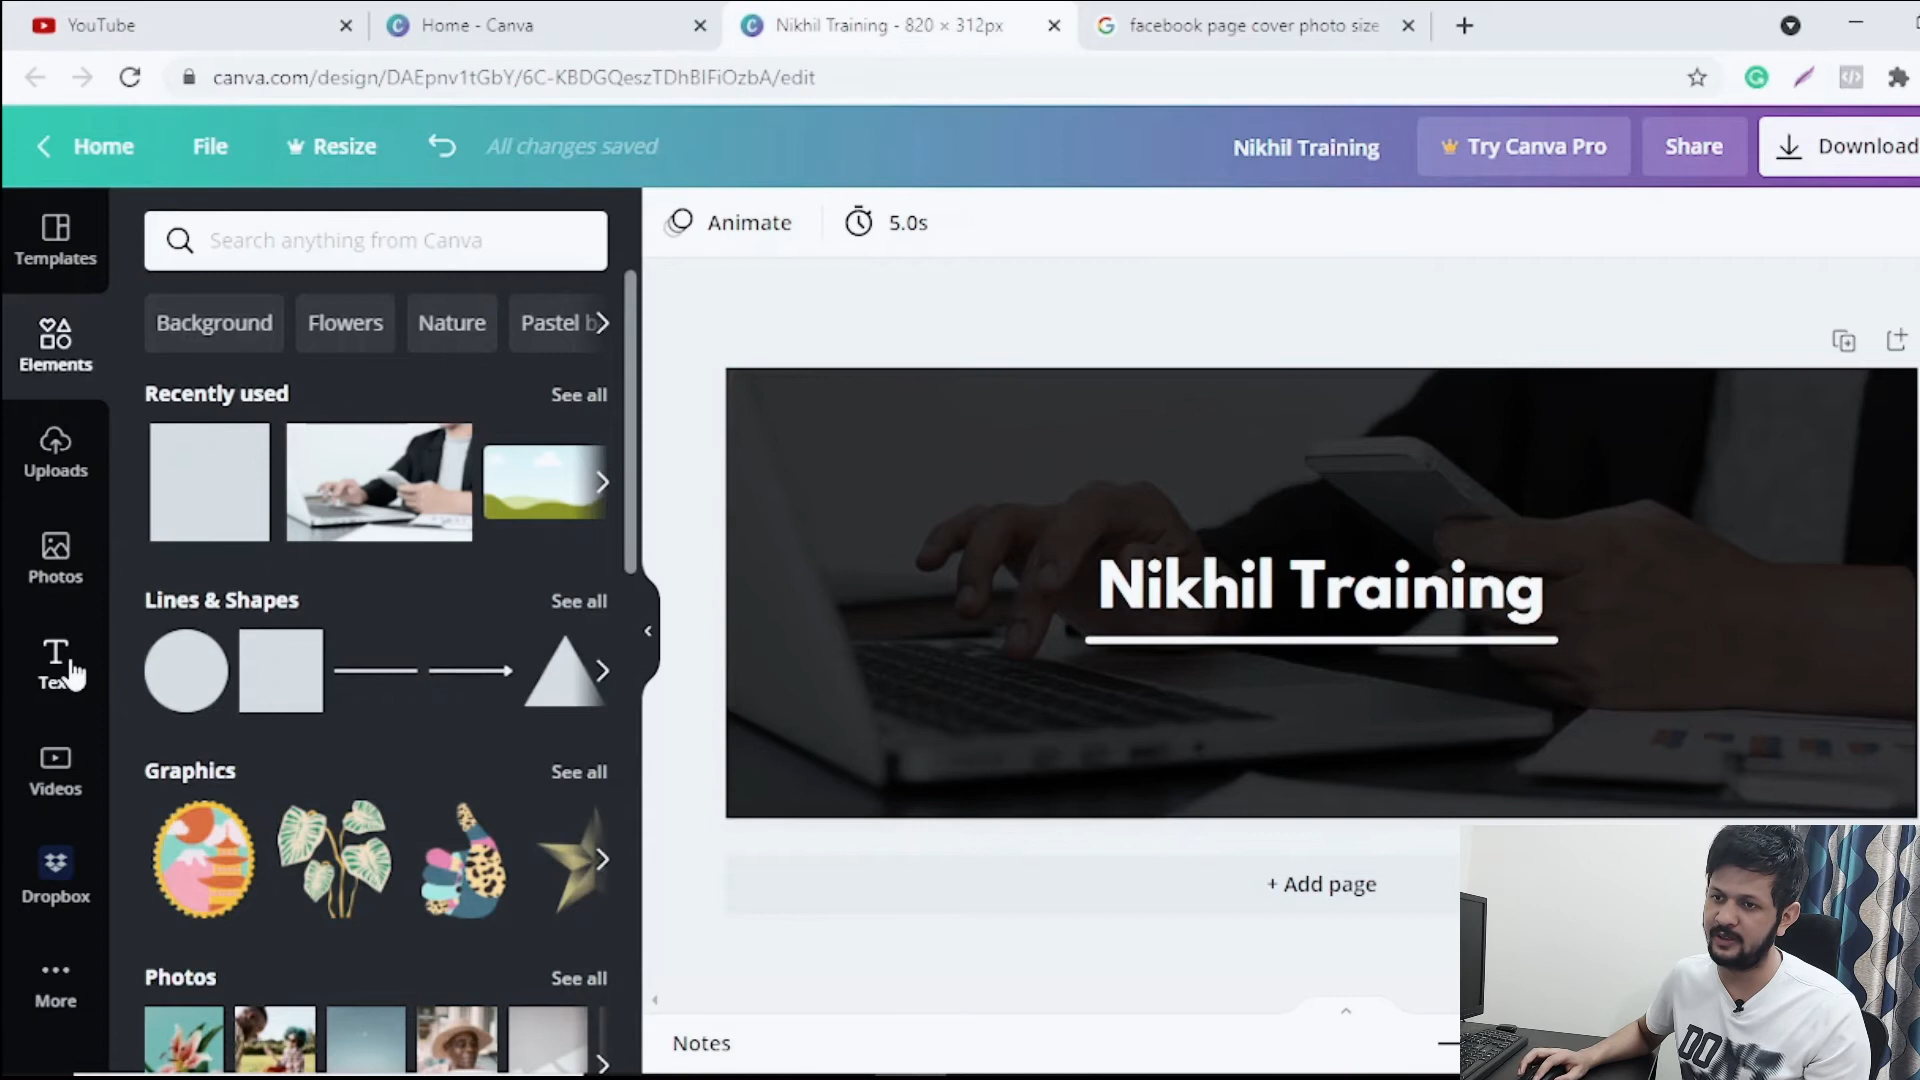 YouTube
Home - Canva
Nikhil Training - 820 × 312px
facebook page cover photo size
canva.com/design/DAEpnv1tGbY/6C-KBDGQeszTDhBIFiOzbA/edit
Home
File
Resize
All changes saved
Nikhil Training
Try Canva Pro
Share
Download
Templates
Search anything from Canva
Animate
5.0s
Background
Flowers
Nature
Pastel b
Elements
Recently used
See all
Uploads
Photos
Nikhil Training
Lines & Shapes
See all
Text
Graphics
See all
Videos
Dropbox
+ Add page
Photos
See all
More
Notes
DO